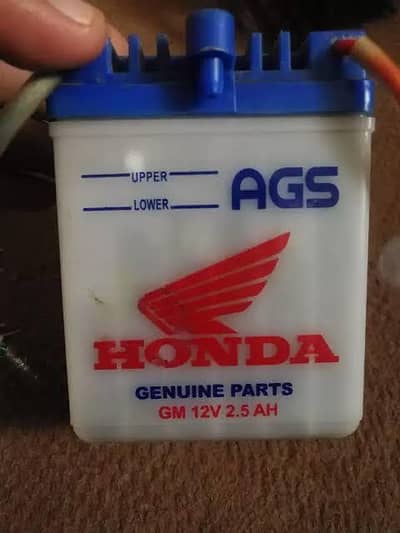 UPPER
LOWER
AGS
HONDA
GENUINE PARTS
GM 12V 2.5 AH